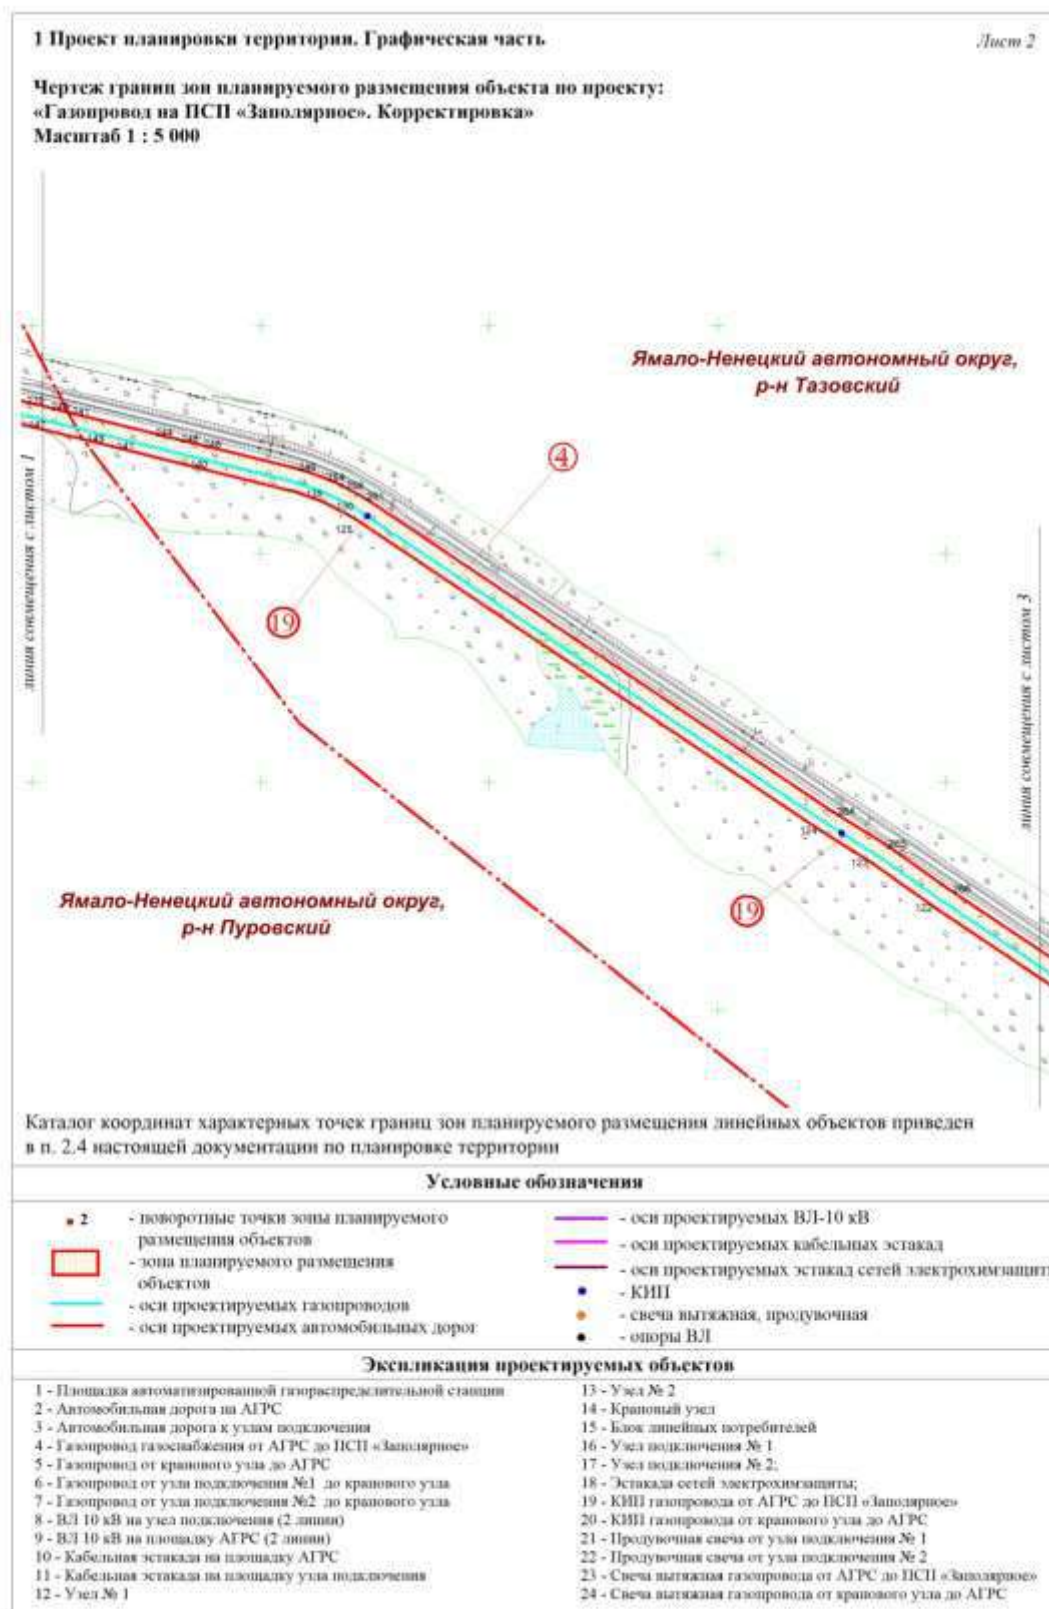 1 Проект планировки территории. Графическая часть
Лист 2
Чертеж границ зон планируемого размещения объекта по проекту:
«Газопровод на ПСП «Заполярное». Корректировка»
Масштаб 1 : 5 000
Ямало-Ненецкий автономный округ,
р-н Тазовский
4
линия совмещения с листом 1
125
19
линия совмещения с листом 3
124
123
122
19
Ямало-Ненецкий автономный округ,
р-н Пуровский
Каталог координат характерных точек границ зон планируемого размещения линейных объектов приведен
в п. 2.4 настоящей документации по планировке территории
Условные обозначения
2 - поворотные точки зоны планируемого
размещения объектов
- зона планируемого размещения
объектов
- оси проектируемых газопроводов
- оси проектируемых автомобильных дорог
- оси проектируемых ВЛ-10 кВ
- оси проектируемых кабельных эстакад
- оси проектируемых эстакад сетей электрохимзащиты
- КИП
- свеча вытяжная, продувочная
- опоры ВЛ
Экспликация проектируемых объектов
1 - Площадка автоматизированной газораспределительной станции
2 - Автомобильная дорога на АГРС
3 - Автомобильная дорога к узлам подключения
4 - Газопровод газоснабжения от АГРС до ПСП «Заполярное»
5 - Газопровод от кранового узла до АГРС
6 - Газопровод от узла подключения №1 до кранового узла
7 - Газопровод от узла подключения №2 до кранового узла
8 - ВЛ 10 кВ на узел подключения (2 линии)
9 - ВЛ 10 кВ на площадку АГРС (2 линии)
10 - Кабельная эстакада на площадку АГРС
11 - Кабельная эстакада на площадку узла подключения
12 - Узел № 1
13 - Узел № 2
14 - Крановый узел
15 - Блок линейных потребителей
16 - Узел подключения № 1
17 - Узел подключения № 2;
18 - Эстакада сетей электрохимзащиты;
19 - КИП газопровода от АГРС до ПСП «Заполярное»
20 - КИП газопровода от кранового узла до АГРС
21 - Продувочная свеча от узла подключения № 1
22 - Продувочная свеча от узла подключения № 2
23 - Свеча вытяжная газопровода от АГРС до ПСП «Заполярное»
24 - Свеча вытяжная газопровода от кранового узла до АГРС